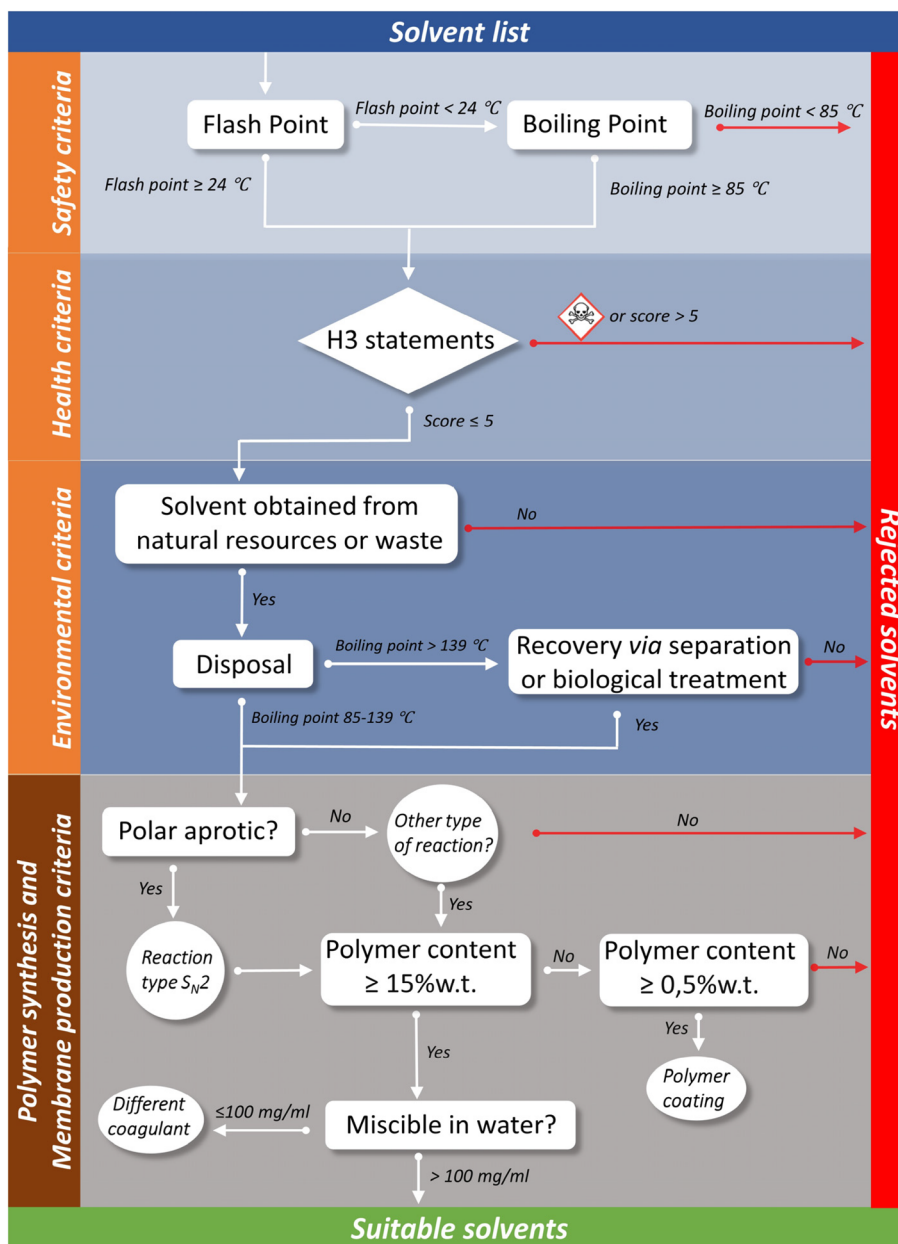 Solvent list
Safety criteria
Flash Point
Flash point < 24 ℃
Boiling Point
Boiling point < 85 ℃
Flash point ≥ 24 ℃
Boiling point ≥ 85 ℃
Health criteria
H3 statements
or score > 5
Score ≤ 5
Environmental criteria
Solvent obtained from
natural resources or waste
No
Yes
Disposal
Boiling point > 139 ℃
Recovery via separation
or biological treatment
No
Boiling point 85-139 ℃
Yes
Rejected solvents
Polymer synthesis and
Membrane production criteria
Polar aprotic?
No
Other type
of reaction?
No
Yes
Yes
Reaction
type SN2
Polymer content
≥ 15%w.t.
No
Polymer content
≥ 0,5%w.t.
No
Yes
Yes
Polymer
coating
Different
coagulant
≤100 mg/ml
Miscible in water?
> 100 mg/ml
Suitable solvents